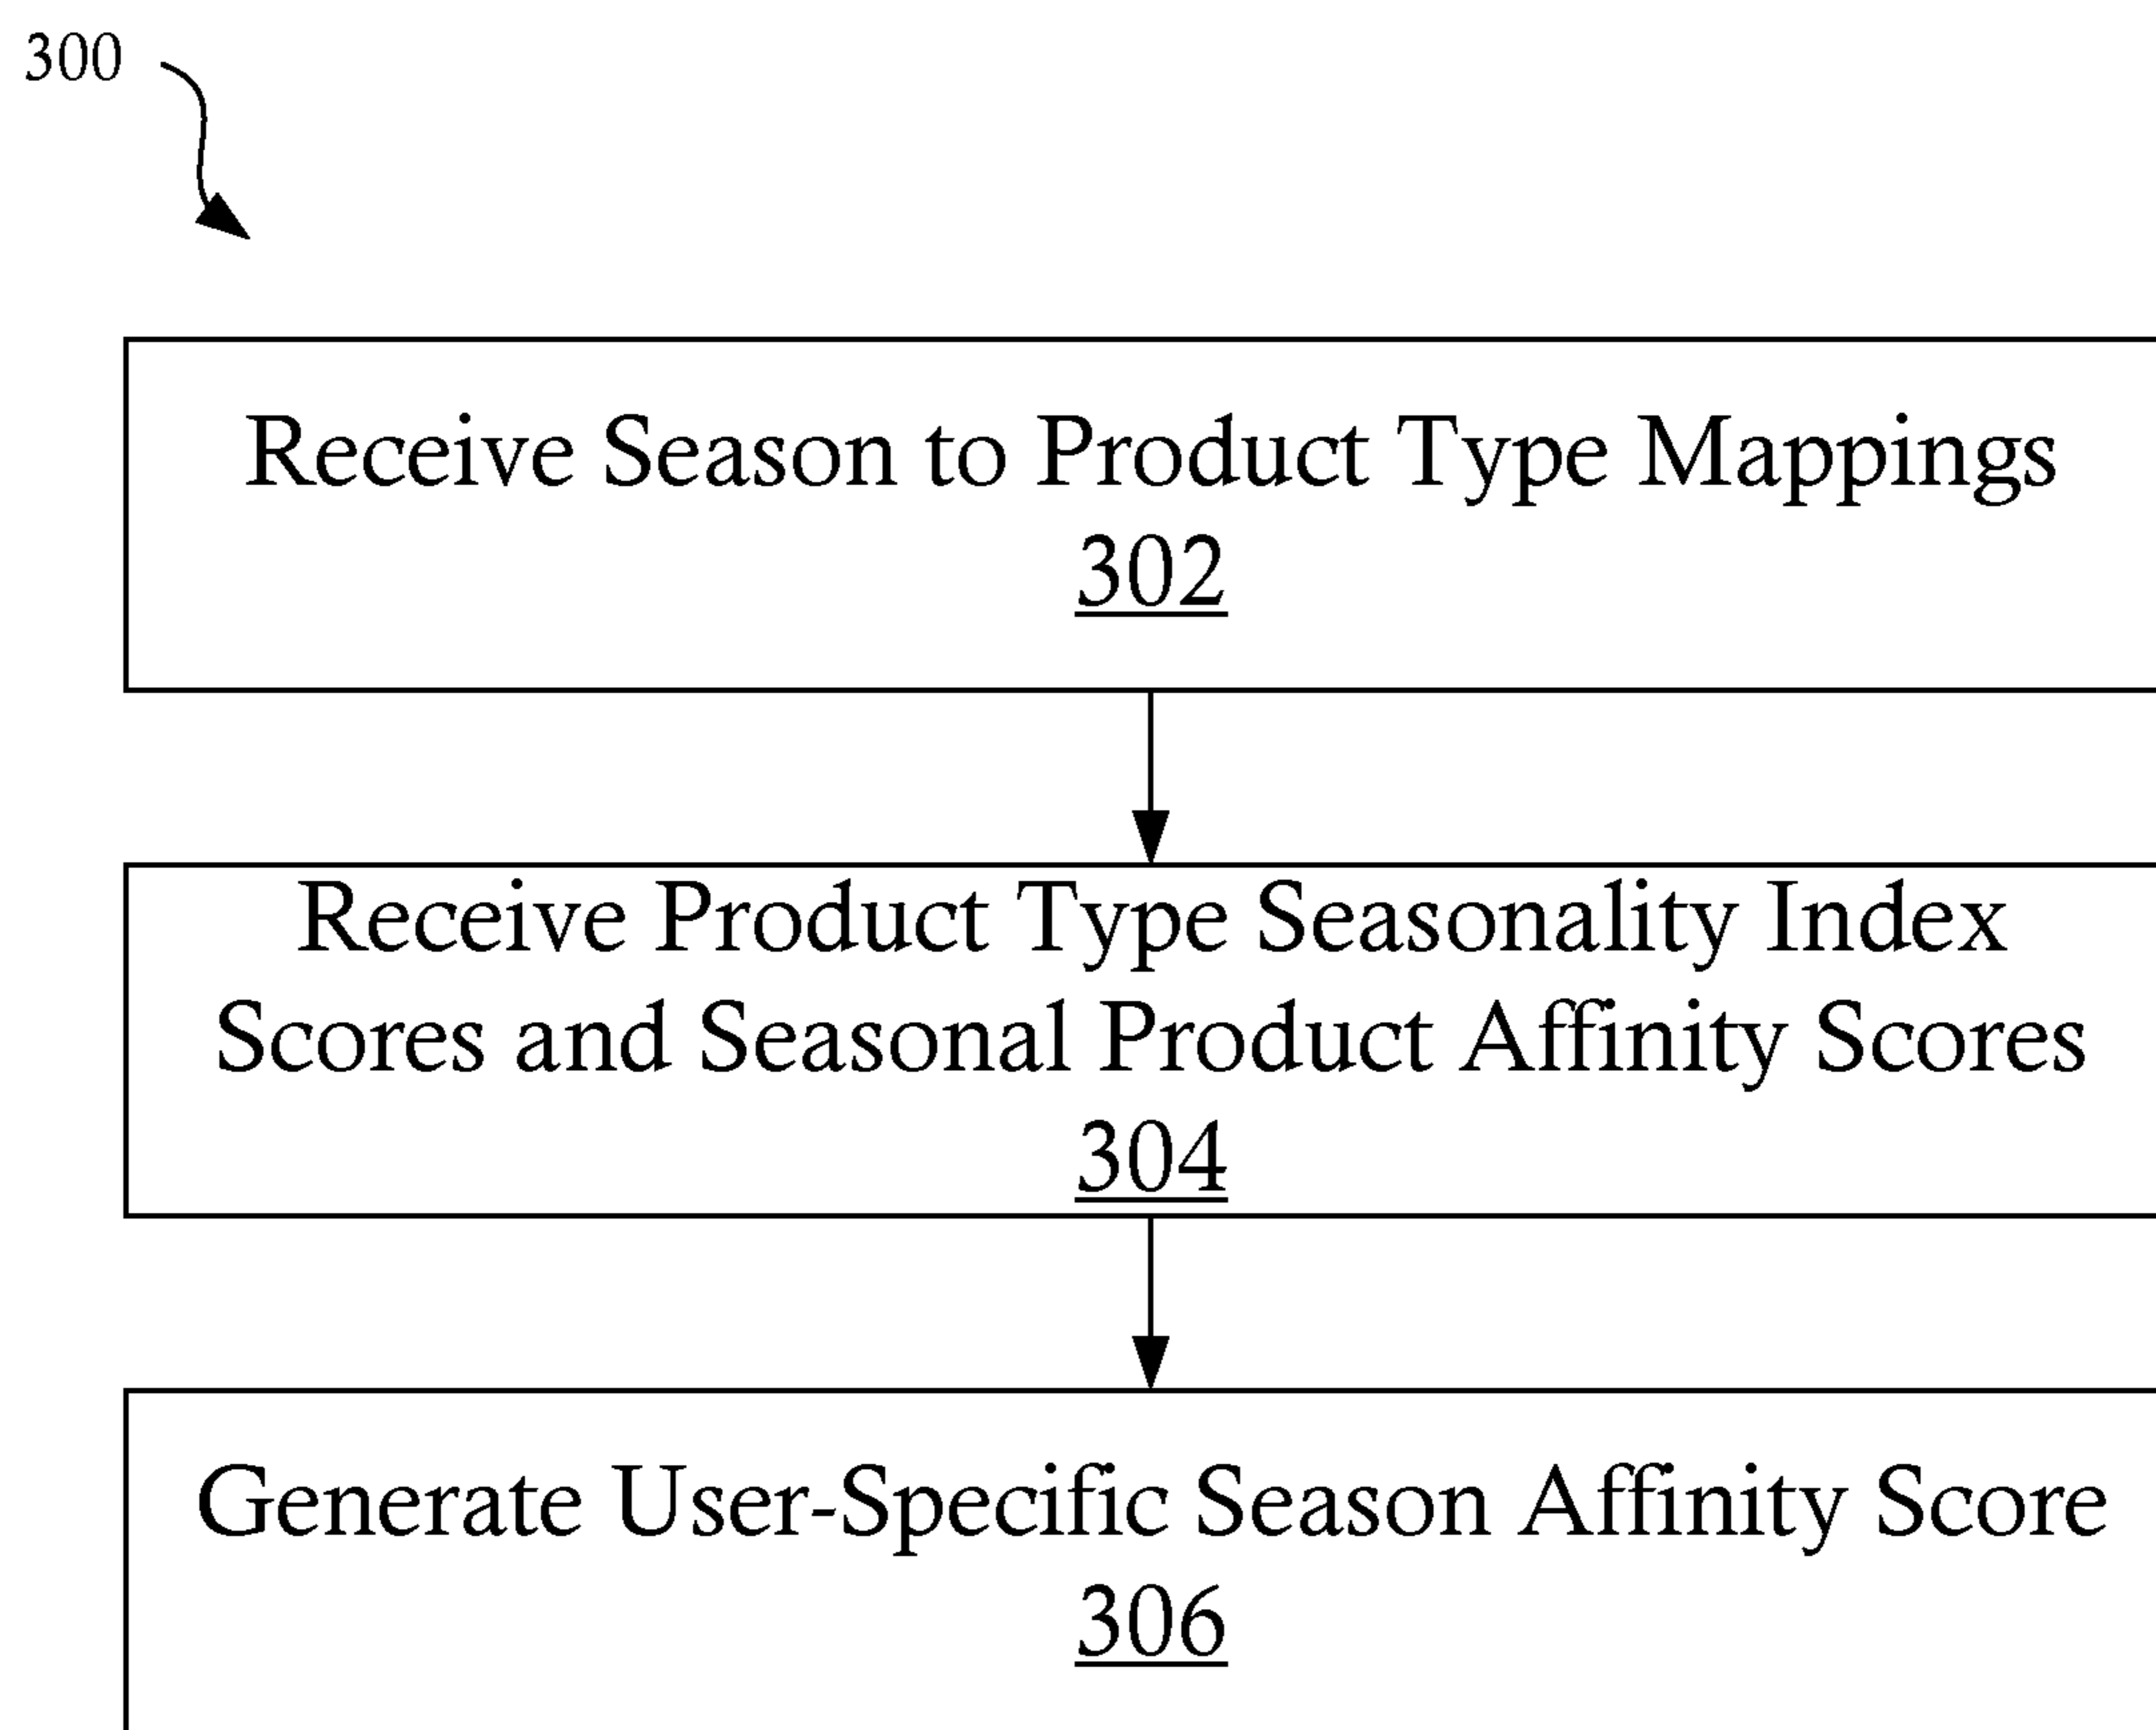 300
Receive Season to Product Type Mappings
302
Receive Product Type Seasonality Index
Scores and Seasonal Product Affinity Scores
304
Generate User-Specific Season Affinity Score
306